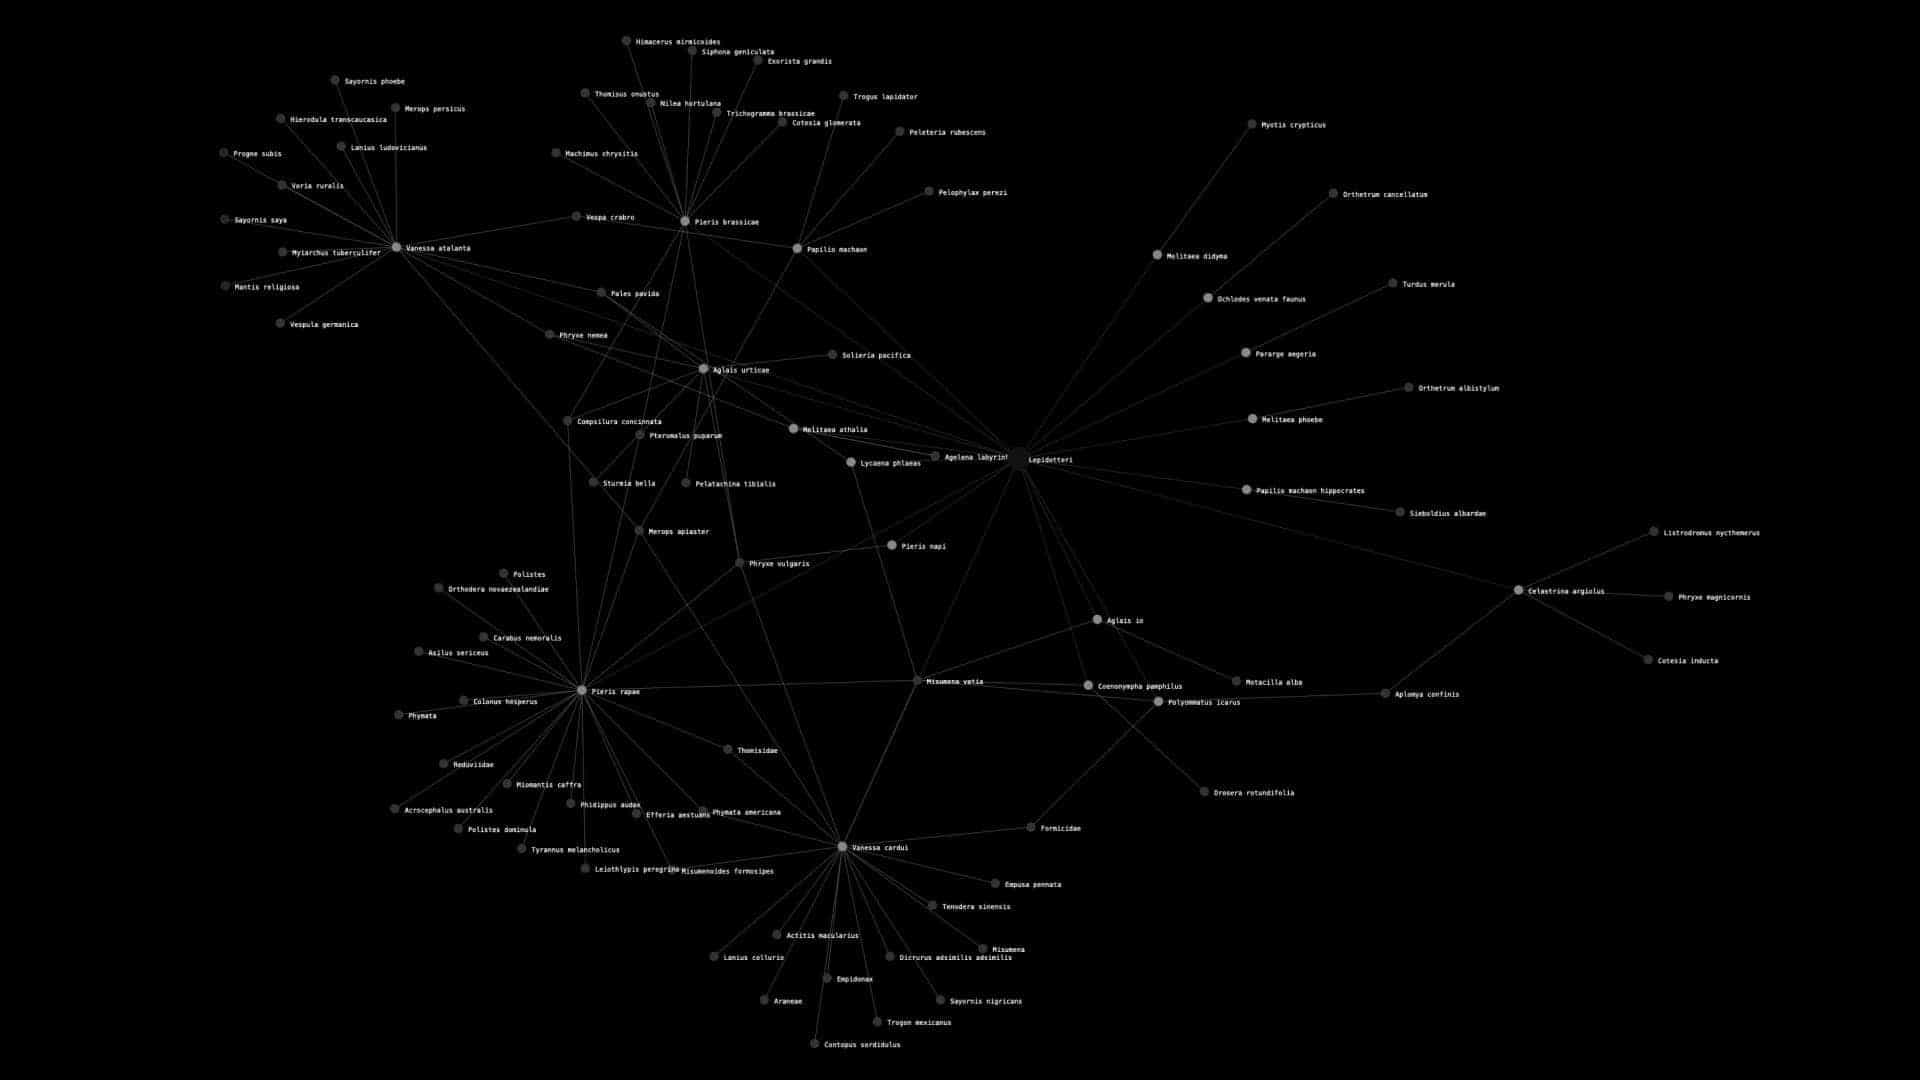 Himacerus mirmicoides
Siphona geniculata
Exorista grandis
Sayornis phoebe
Thomisus onustus
Trogus lapidator
Nilea hortulana
Merops persicus
Trichogramma brassicae
Hierodula transcaucasica
Cotesia glomerata
Myotis crypticus
Peleteria rubescens
Lanius ludovicianus
Progne subis
Machimus chrysitis
Voria ruralis
Pelophylax perezi
Orthetrum cancellatum
Vespa crabro
Sayornis saya
Pieris brassicae
Vanessa atalanta
Papilio machaon
Myiarchus tuberculifer
Melitaea didyma
Turdus merula
Mantis religiosa
Pales pavida
Ochlodes venata faunus
Vespula germanica
Phryxe nemea
Pararge aegeria
Solieria pacifica
Aglais urticae
Orthetrum albistylum
Melitaea phoebe
Compsilura concinnata
Melitaea athalia
Pteromalus puparum
Agelena labyrint
Lepidotteri
Lycaena phlaeas
Sturmia bella
Pelatachina tibialis
Papilio machaon hippocrates
Sieboldius albardae
Merops apiaster
Listrodromus nycthemerus
Pieris napi
Phryxe vulgaris
Polistes
Orthodera novaezealandiae
Celastrina argiolus
Phryxe magnicornis
Aglais io
Carabus nemoralis
Asilus sericeus
Cotesia inducta
Misumena vatia
Motacilla alba
Coenonympha pamphilus
Pieris rapae
Aplomya confinis
Colonus hesperus
Polyommatus icarus
Phymata
Thomisidae
Reduviidae
Miomantis caffra
Drosera rotundifolia
Phidippus audax
Acrocephalus australis
Phymata americana
Efferia aestuans
Polistes dominula
Formicidae
Vanessa cardui
Tyrannus melancholicus
Leiothlypis peregrina
Misumenoides formosipes
Empusa pennata
Tenodera sinensis
Actitis macularius
Misumena
Lanius collurio
Dicrurus adsimilis adsimilis
Empidonax
Araneae
Sayornis nigricans
Trogon mexicanus
Contopus sordidulus